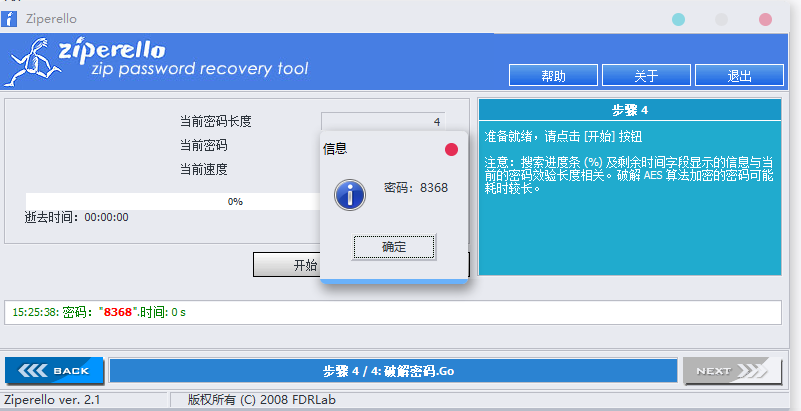 Ziperello
ziperello
zip password recovery tool
帮助
关于
退出
当前密码长度
4
当前密码
当前速度
0%
逝去时间：00:00:00
开始
信息
密码：8368
确定
步骤 4
准备就绪，请点击 [开始] 按钮
注意：搜索进度条 (%) 及剩余时间字段显示的信息与当
前的密码效验长度相关。破解 AES 算法加密的密码可能
耗时较长。
15:25:38: 密码："8368".时间: 0 s
BACK
步骤 4 / 4: 破解密码.Go
NEXT
Ziperello ver. 2.1
版权所有 (C) 2008 FDRLab